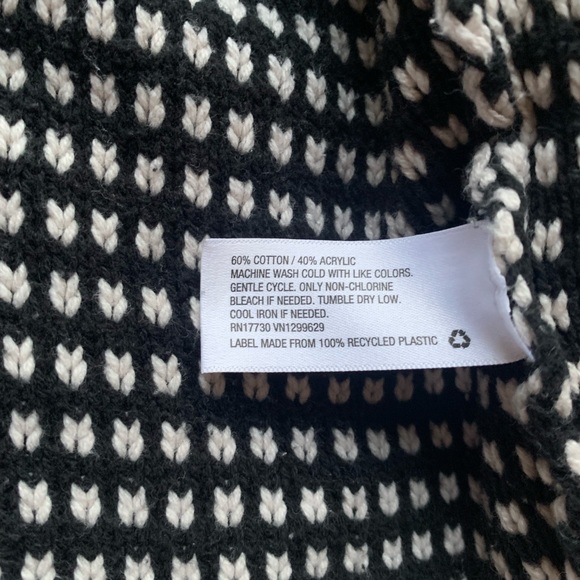 60% COTTON / 40% ACRYLIC
MACHINE WASH COLD WITH LIKE COLORS.
GENTLE CYCLE. ONLY NON-CHLORINE
BLEACH IF NEEDED. TUMBLE DRY LOW.
COOL IRON IF NEEDED.
RN17730 VN1299629
LABEL MADE FROM 100% RECYCLED PLASTIC